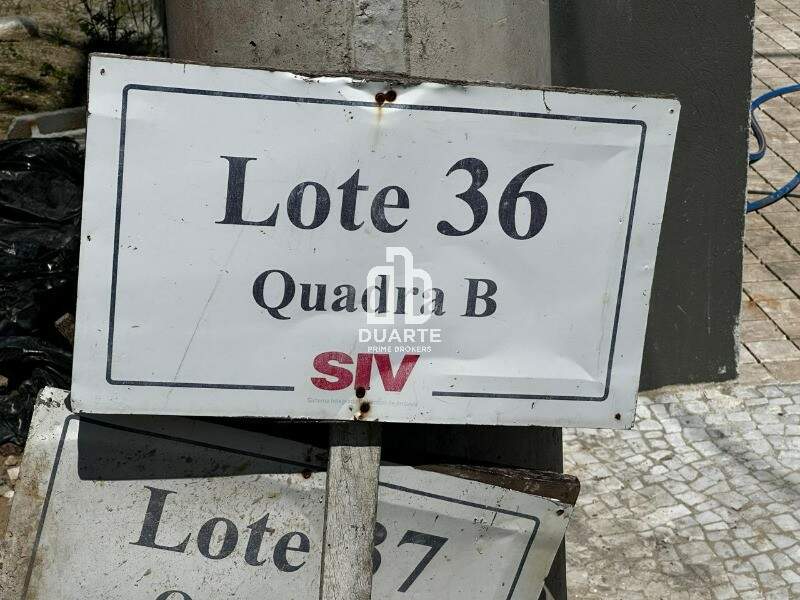 Lote 36
Quadra B
DUARTE
PRIME BROKERS
SIV
Lote 37